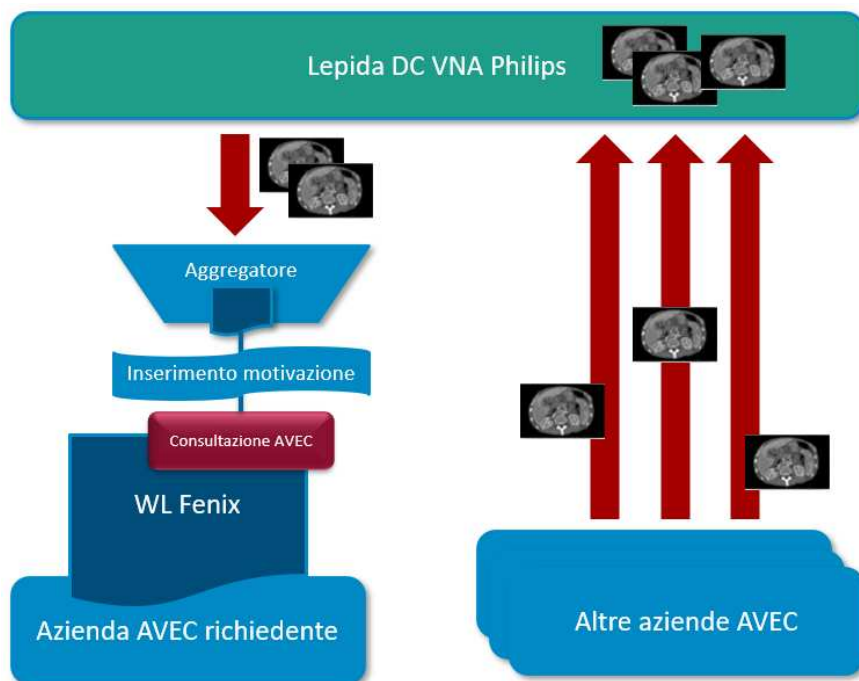 Lepida DC VNA Philips
Aggregatore
Inserimento motivazione
Consultazione AVEC
WL Fenix
Azienda AVEC richiedente
Altre aziende AVEC